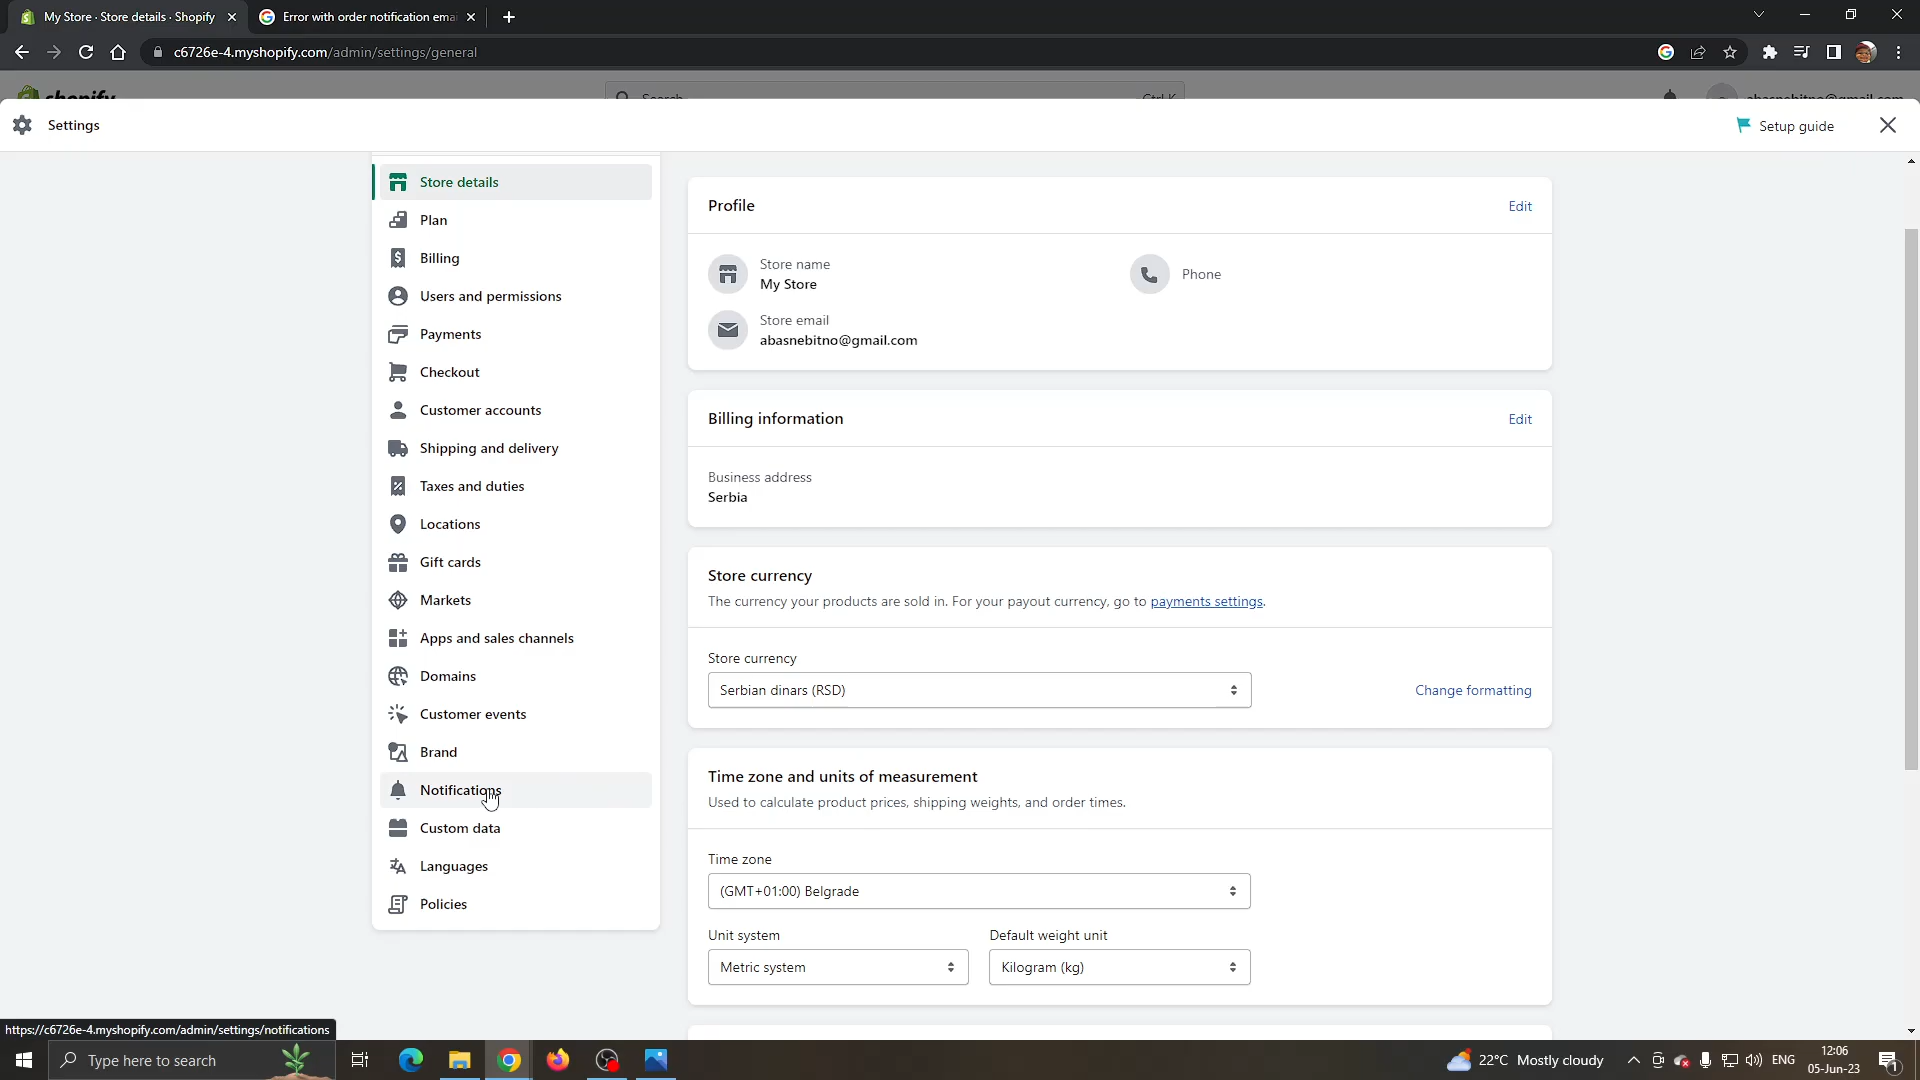 My Store · Store details · Shopify
Error with order notification emai
c6726e-4.myshopify.com/admin/settings/general
shopify
Search
Ctrl K
abasnebitno@gmail.com
Settings
Setup guide
Store details
Plan
Billing
Users and permissions
Payments
Checkout
Customer accounts
Shipping and delivery
Taxes and duties
Locations
Gift cards
Markets
Apps and sales channels
Domains
Customer events
Brand
Notifications
Custom data
Languages
Policies
Profile
Edit
Store name
My Store
Phone
Store email
abasnebitno@gmail.com
Billing information
Edit
Business address
Serbia
Store currency
The currency your products are sold in. For your payout currency, go to payments settings.
Store currency
Serbian dinars (RSD)
Change formatting
Time zone and units of measurement
Used to calculate product prices, shipping weights, and order times.
Time zone
(GMT+01:00) Belgrade
Unit system
Default weight unit
Metric system
Kilogram (kg)
https://c6726e-4.myshopify.com/admin/settings/notifications
Type here to search
22°C Mostly cloudy
ENG
12:06
05-Jun-23
1